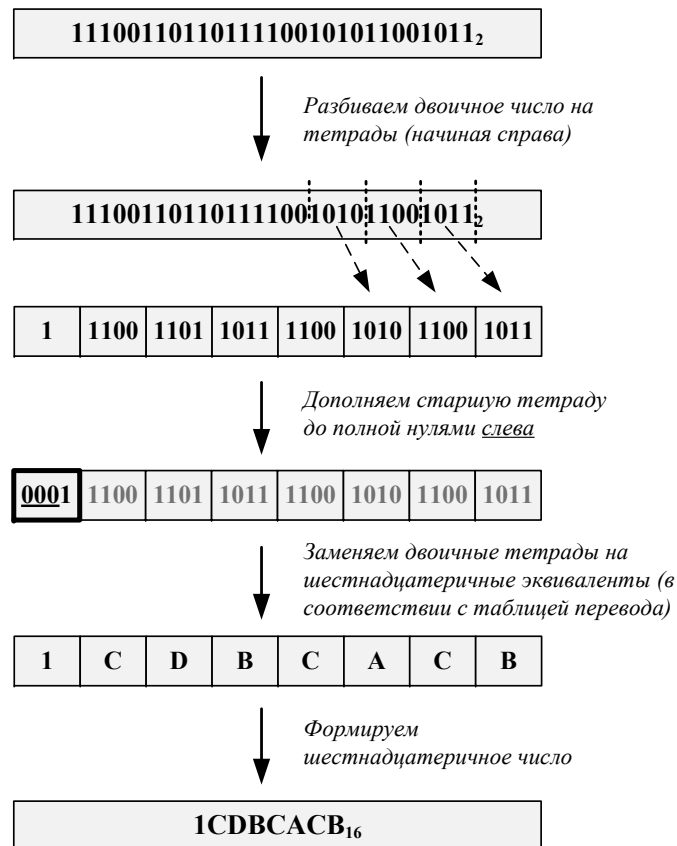 11100110110111100101011001011₂
Разбиваем двоичное число на
тетрады (начиная справа)
11100110110111100101011001011₂
1 1100 1101 1011 1100 1010 1100 1011
Дополняем старшую тетраду
до полной нулями слева
0001 1100 1101 1011 1100 1010 1100 1011
Заменяем двоичные тетрады на
шестнадцатеричные эквиваленты (в
соответствии с таблицей перевода)
1 C D B C A C B
Формируем
шестнадцатеричное число
1CDBCACB₁₆